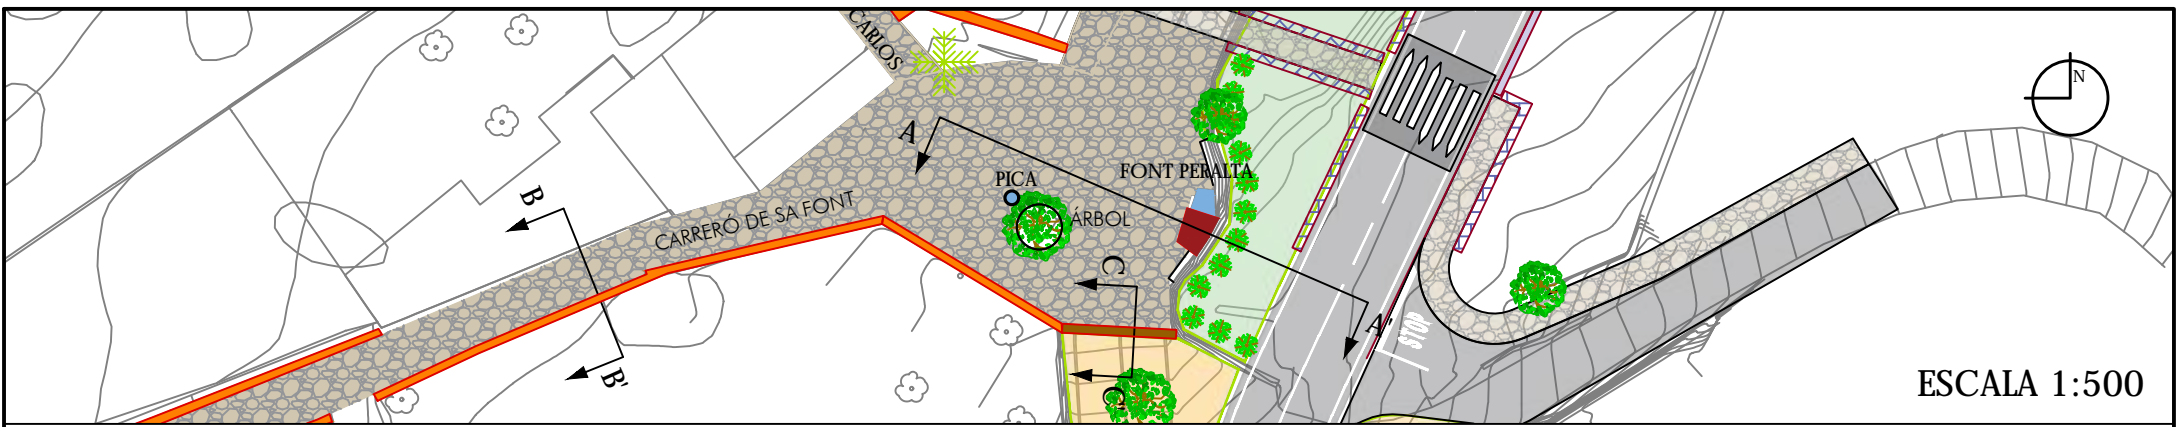 CARLOS
N
A
FONT PERALTA
PICA
B
CARRERÓ DE SA FONT
ÁRBOL
C
A'
STOP
B'
C'
ESCALA 1:500